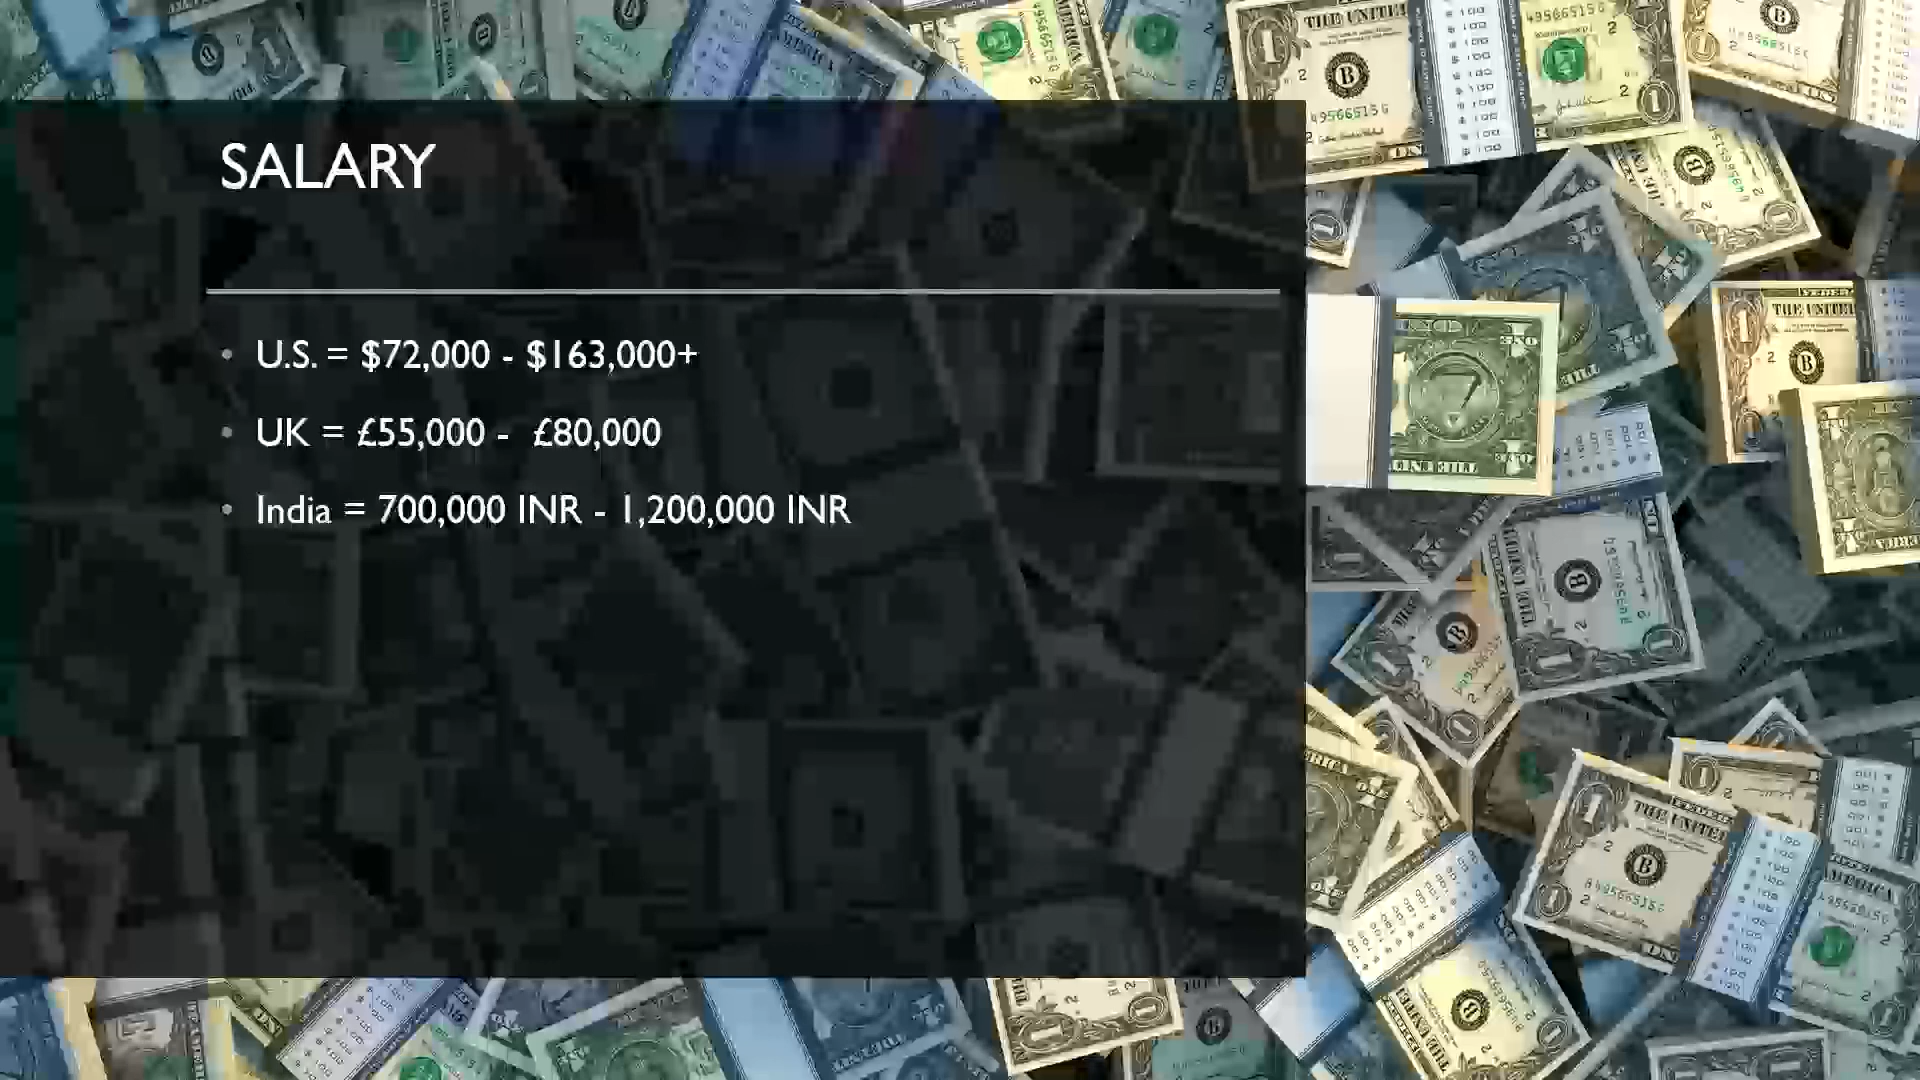 SALARY
• U.S. = $72,000 - $163,000+
• UK = £55,000 -  £80,000
• India = 700,000 INR - 1,200,000 INR